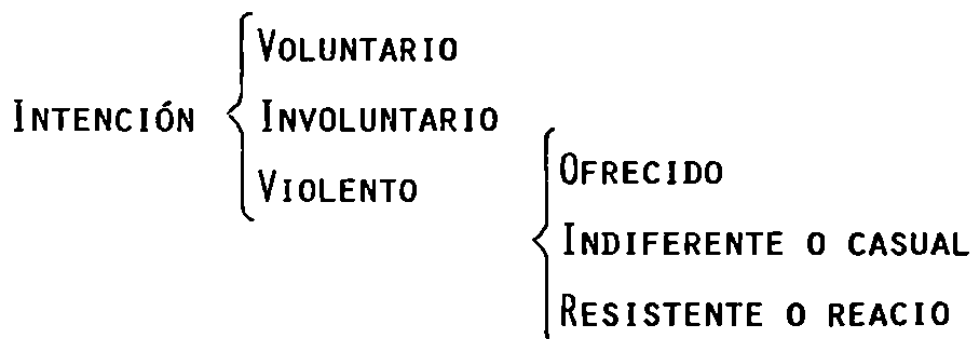 INTENCIÓN
VOLUNTARIO
INVOLUNTARIO
VIOLENTO
OFRECIDO
INDIFERENTE O CASUAL
RESISTENTE O REACIO